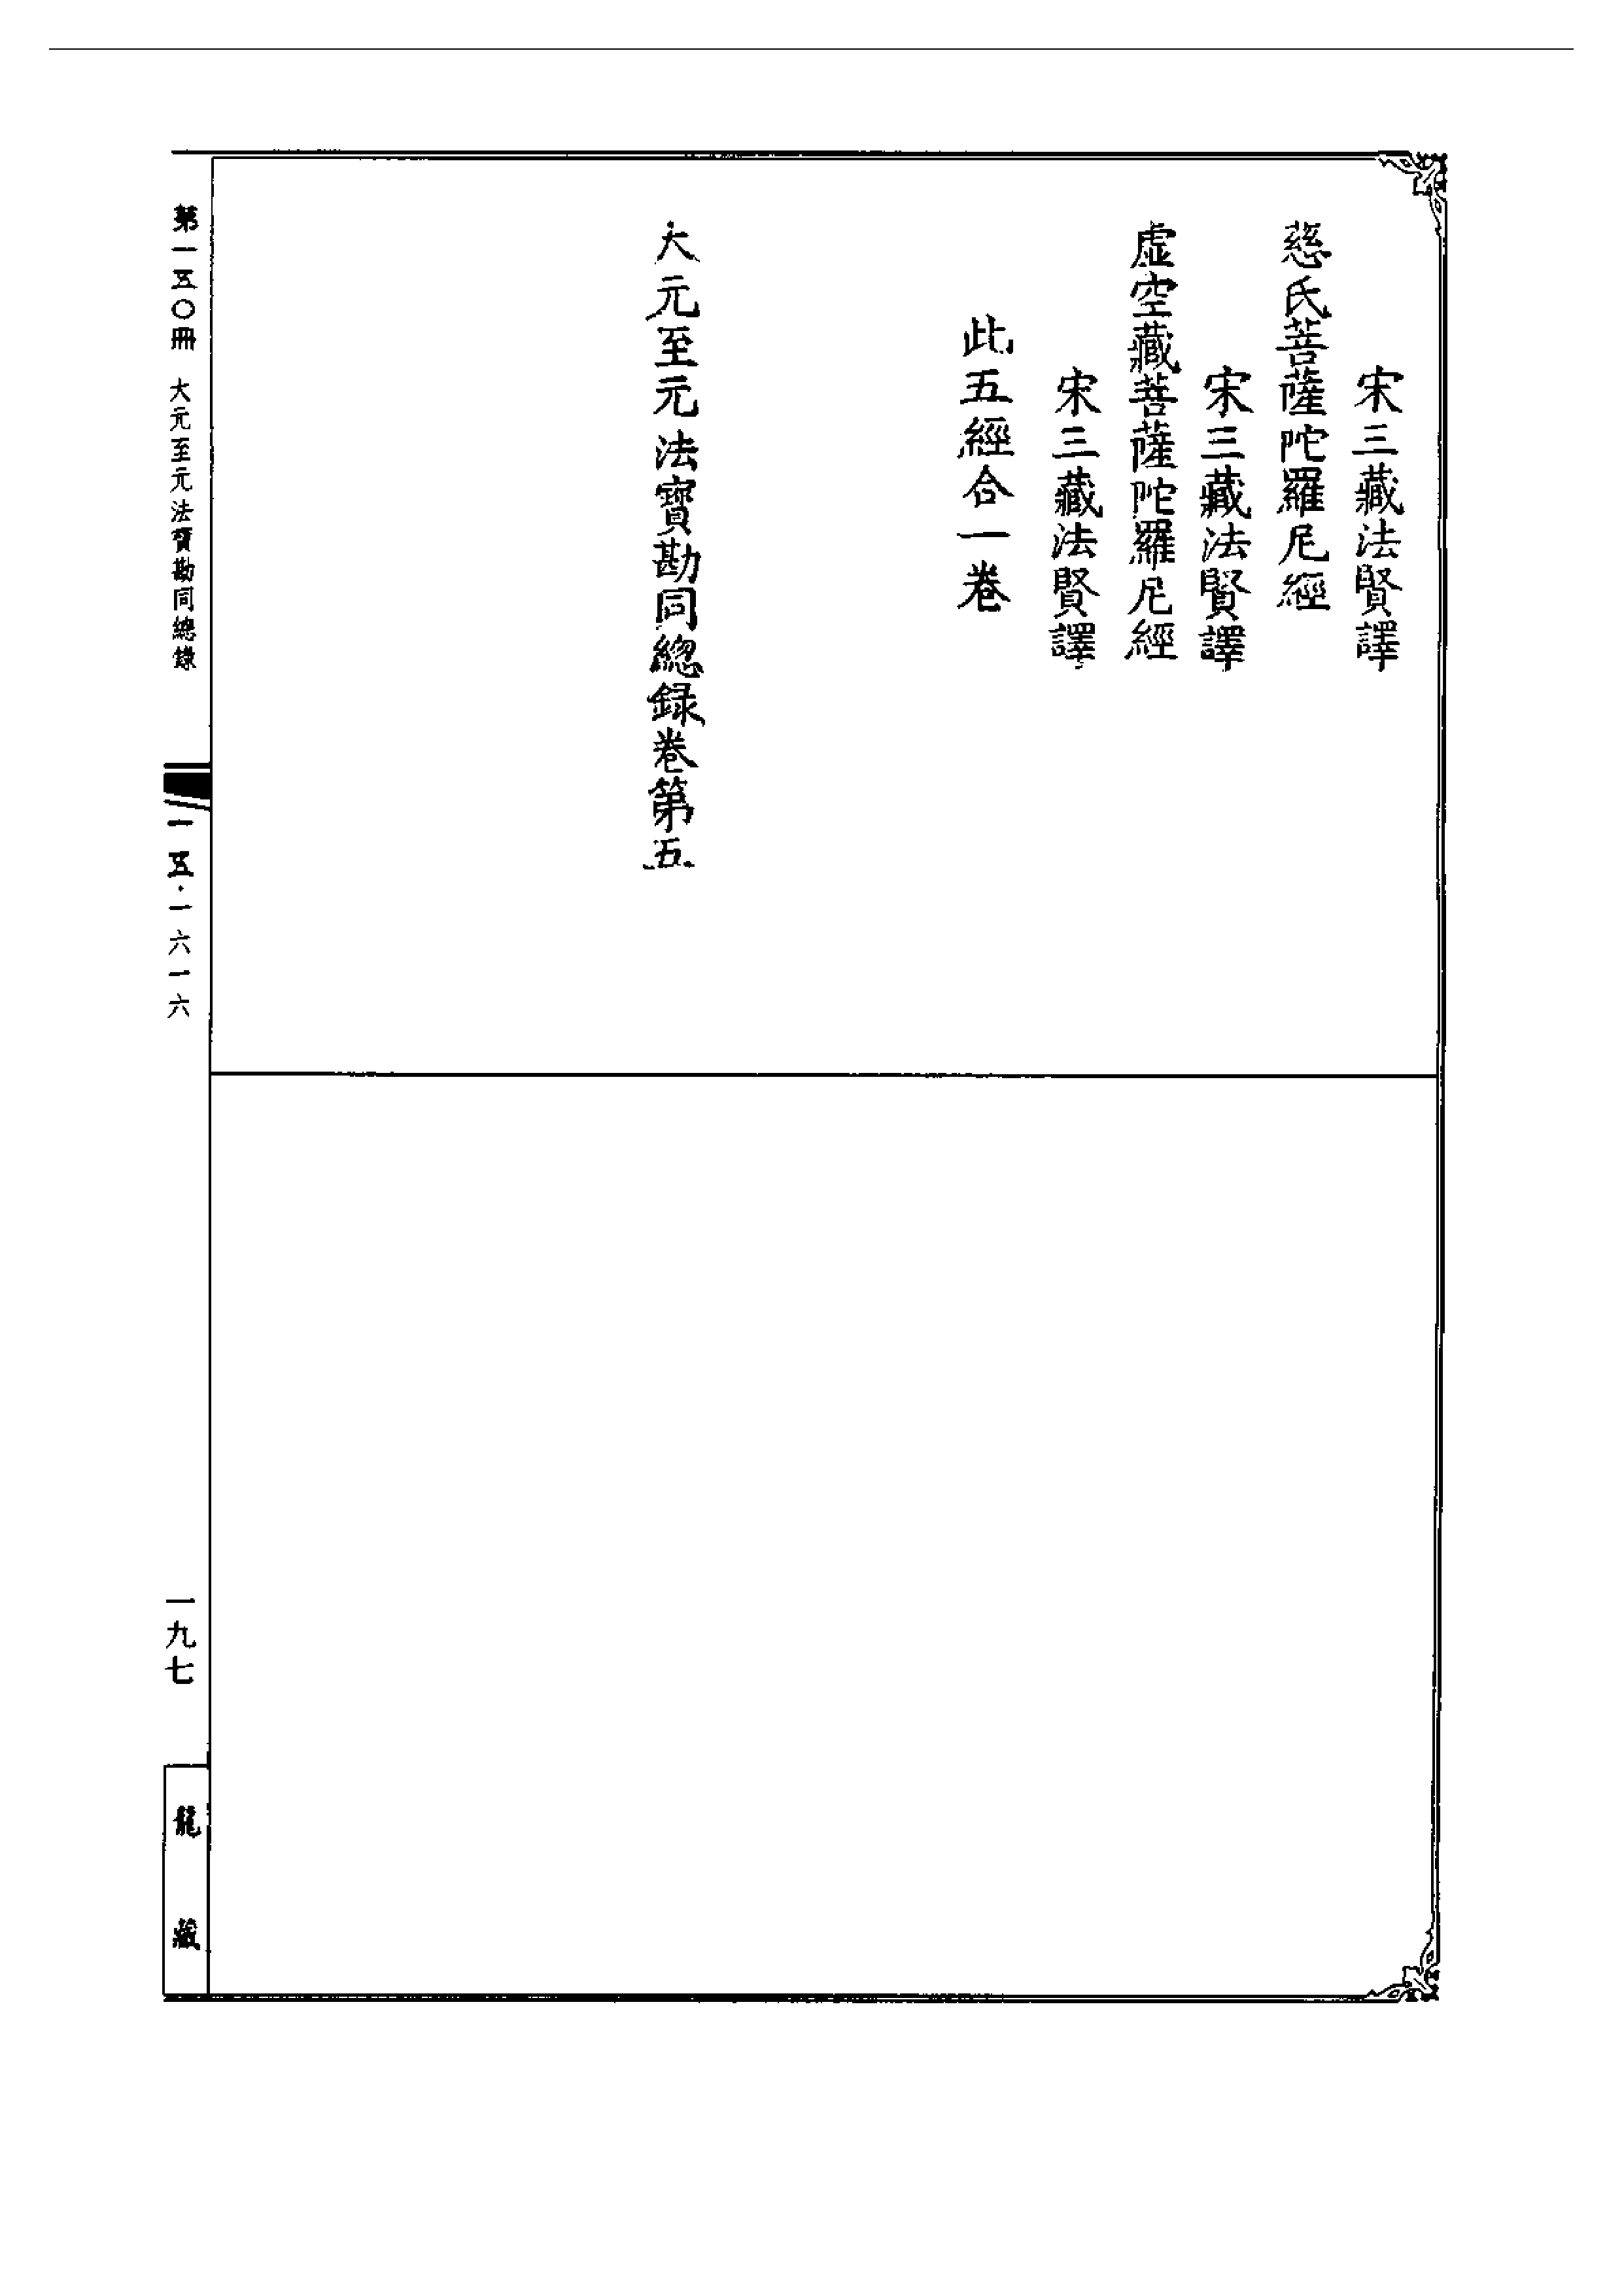 宋三藏法賢譯
慈氏菩薩陀羅尼經
宋三藏法賢譯
虛空藏菩薩陀羅尼經
宋三藏法賢譯
此五經合一卷
大元至元法寶勘同總録卷第五
第一五〇冊 大元至元法寶勘同總錄
一五·一六一六
一九七
龍藏